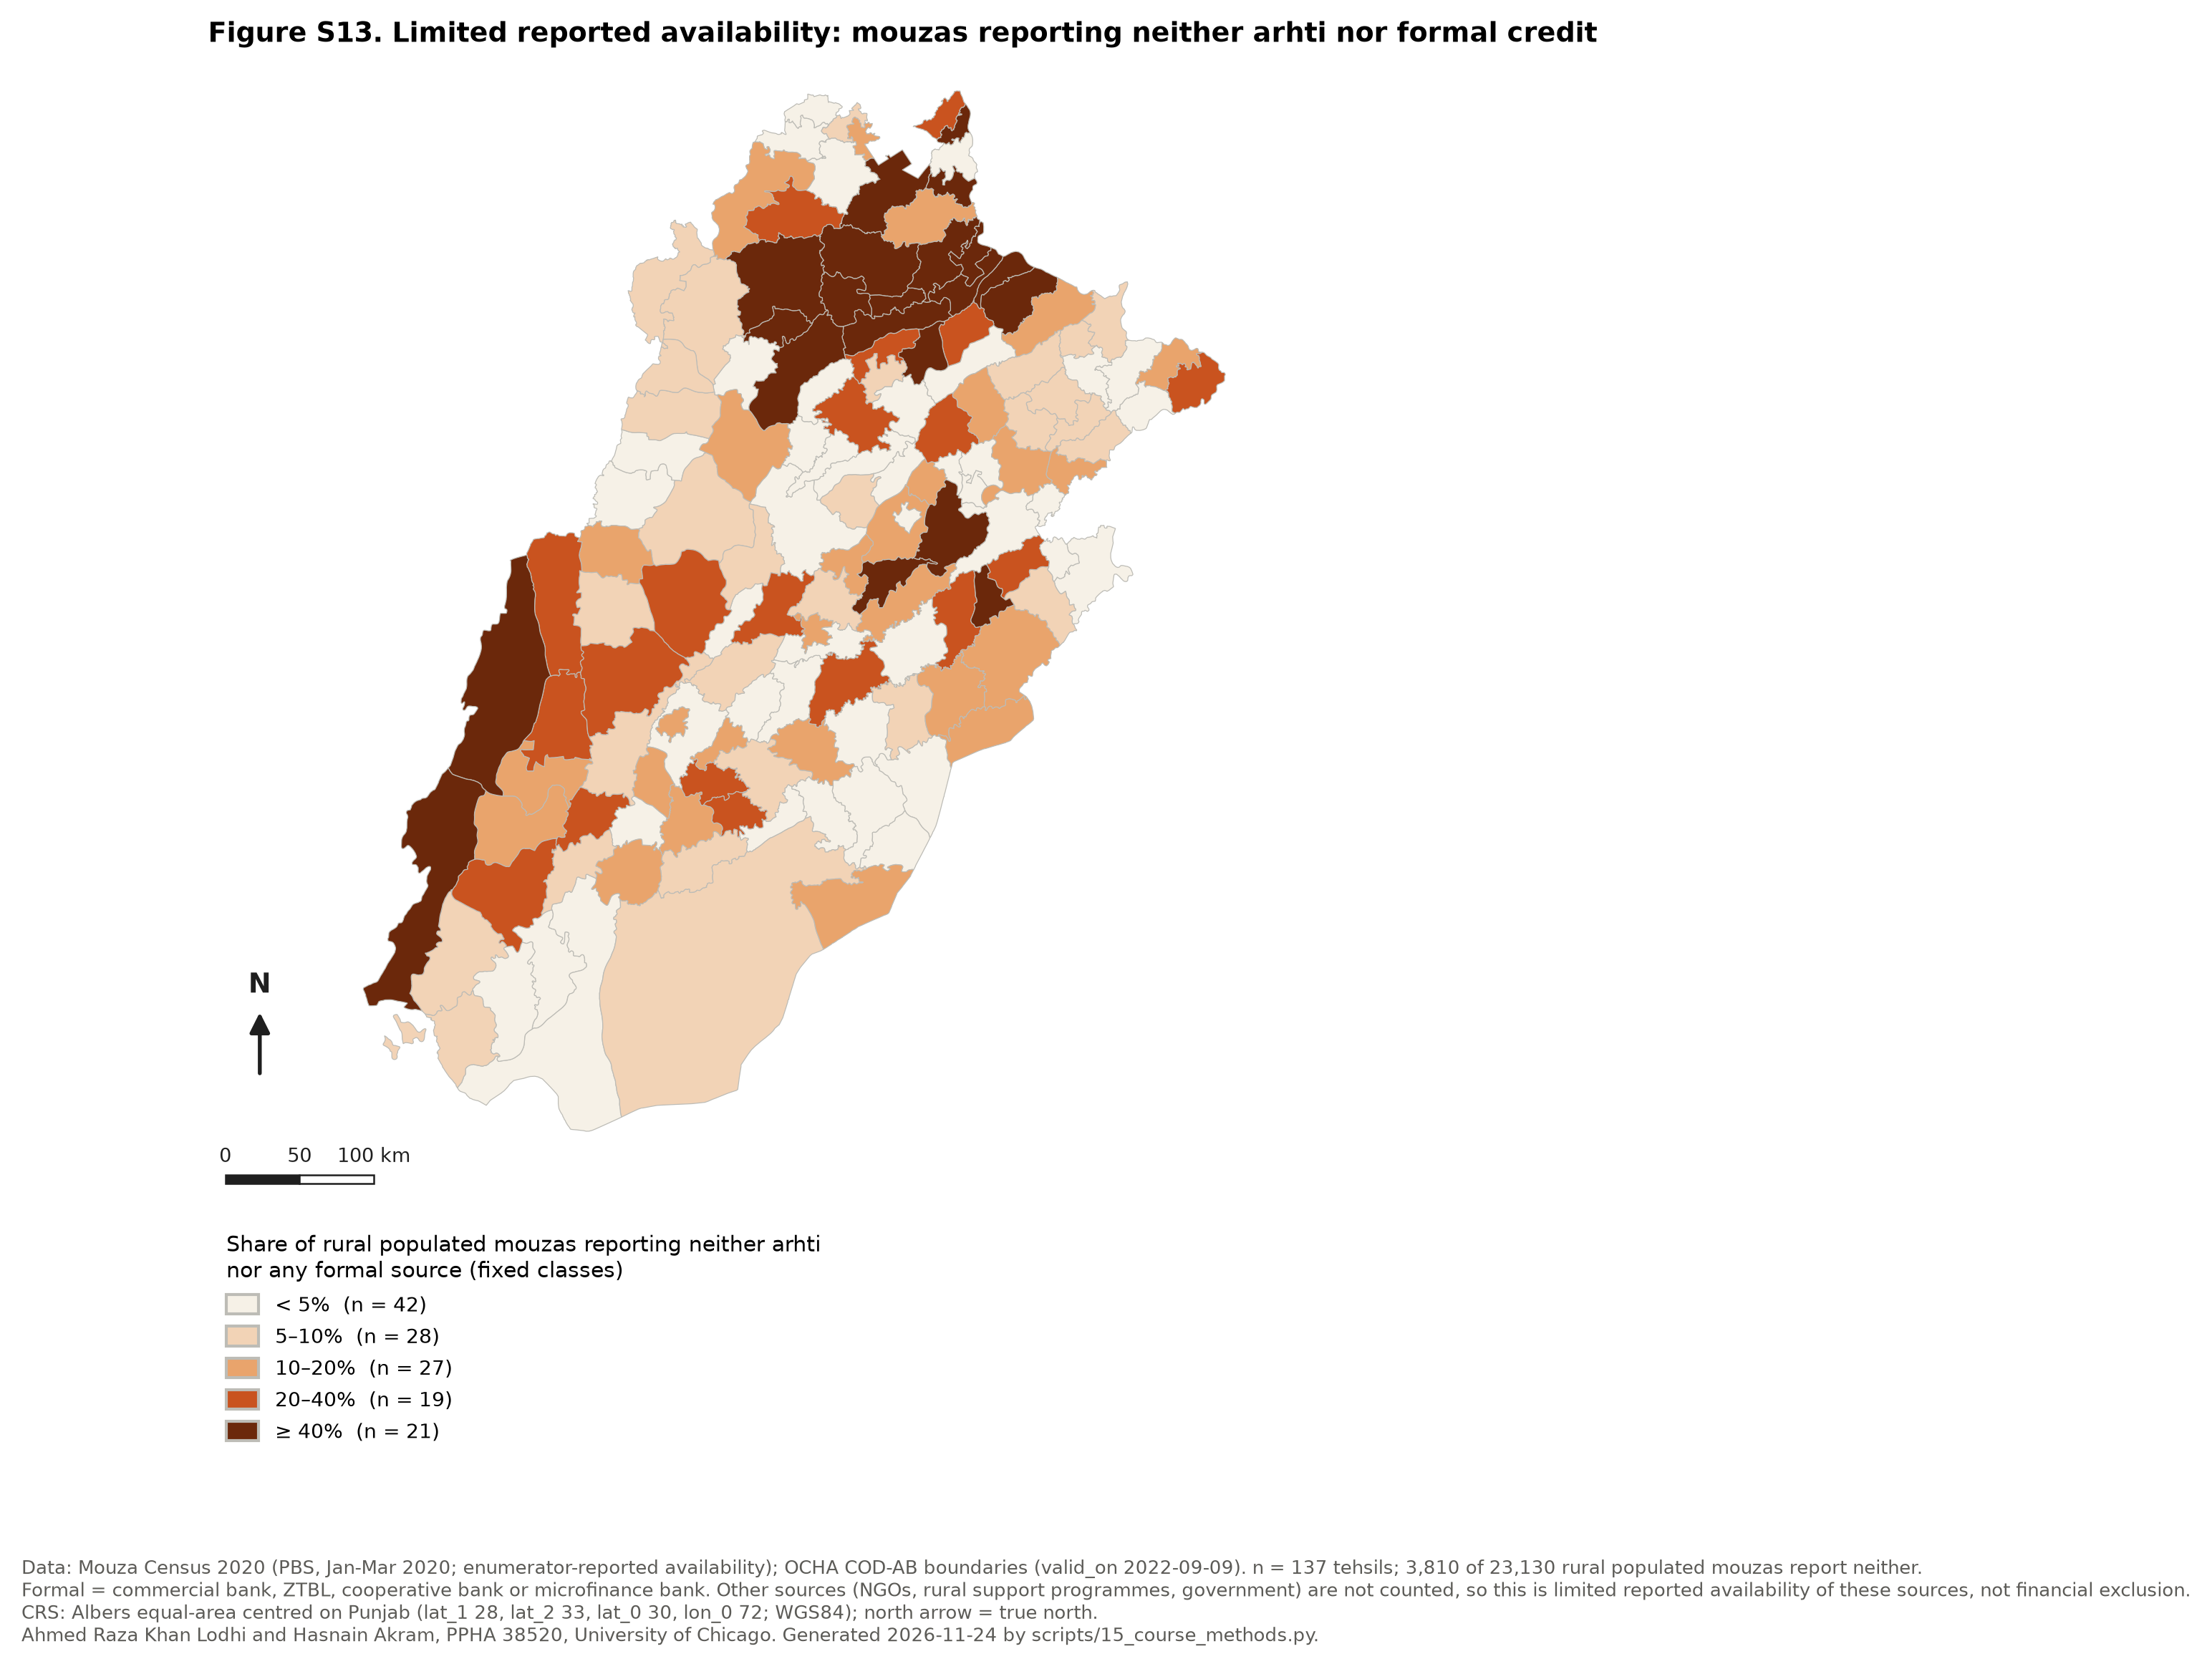 Figure S13. Limited reported availability: mouzas reporting neither arhti nor formal credit
N
0 50 100 km
Share of rural populated mouzas reporting neither arhti
nor any formal source (fixed classes)
< 5% (n = 42)
5–10% (n = 28)
10–20% (n = 27)
20–40% (n = 19)
≥ 40% (n = 21)
Data: Mouza Census 2020 (PBS, Jan-Mar 2020; enumerator-reported availability); OCHA COD-AB boundaries (valid_on 2022-09-09). n = 137 tehsils; 3,810 of 23,130 rural populated mouzas report neither.
Formal = commercial bank, ZTBL, cooperative bank or microfinance bank. Other sources (NGOs, rural support programmes, government) are not counted, so this is limited reported availability of these sources, not financial exclusion.
CRS: Albers equal-area centred on Punjab (lat_1 28, lat_2 33, lat_0 30, lon_0 72; WGS84); north arrow = true north.
Ahmed Raza Khan Lodhi and Hasnain Akram, PPHA 38520, University of Chicago. Generated 2026-11-24 by scripts/15_course_methods.py.